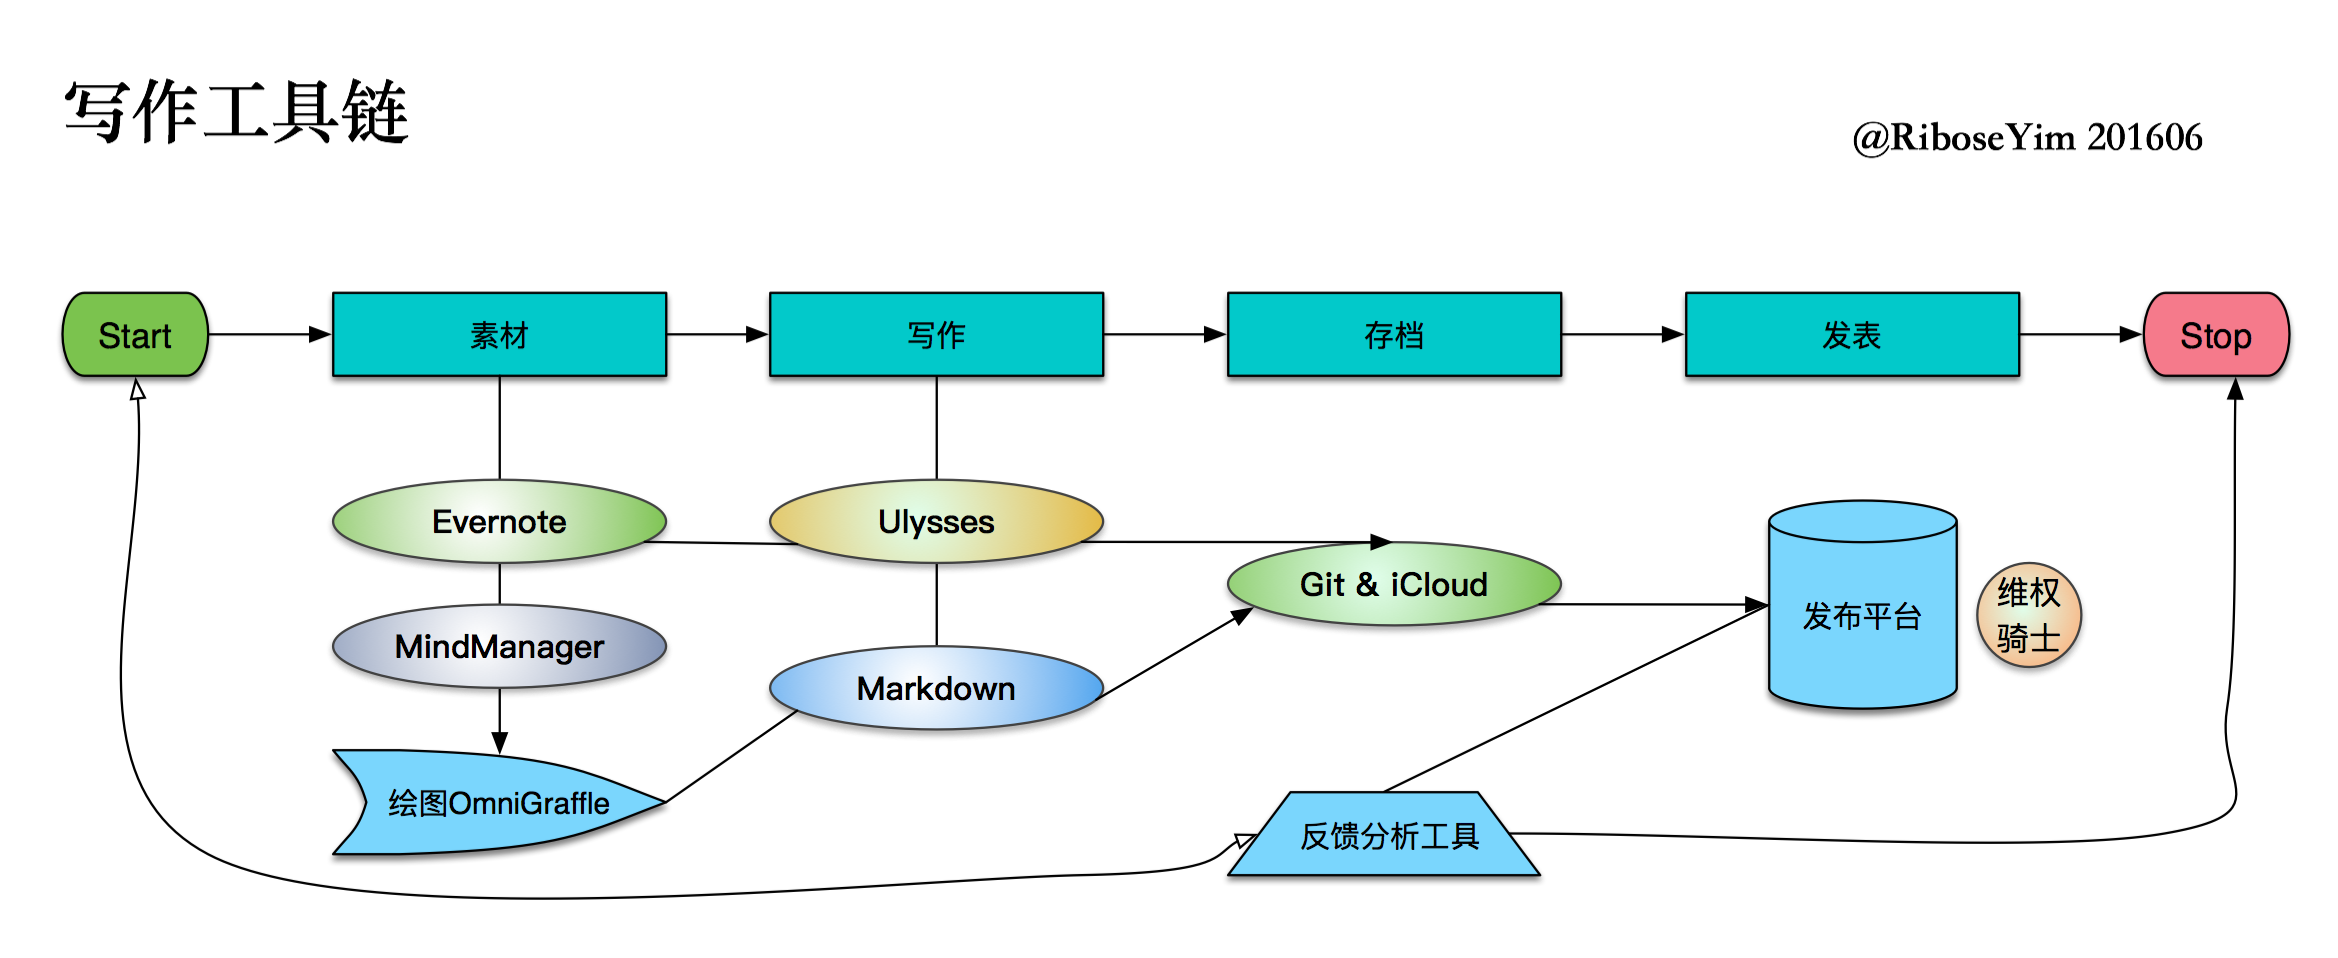 写作工具链
@RiboseYim 201606
Start
素材
写作
存档
发表
Stop
Evernote
Ulysses
Git & iCloud
发布平台
维权
骑士
MindManager
Markdown
绘图OmniGraffle
反馈分析工具